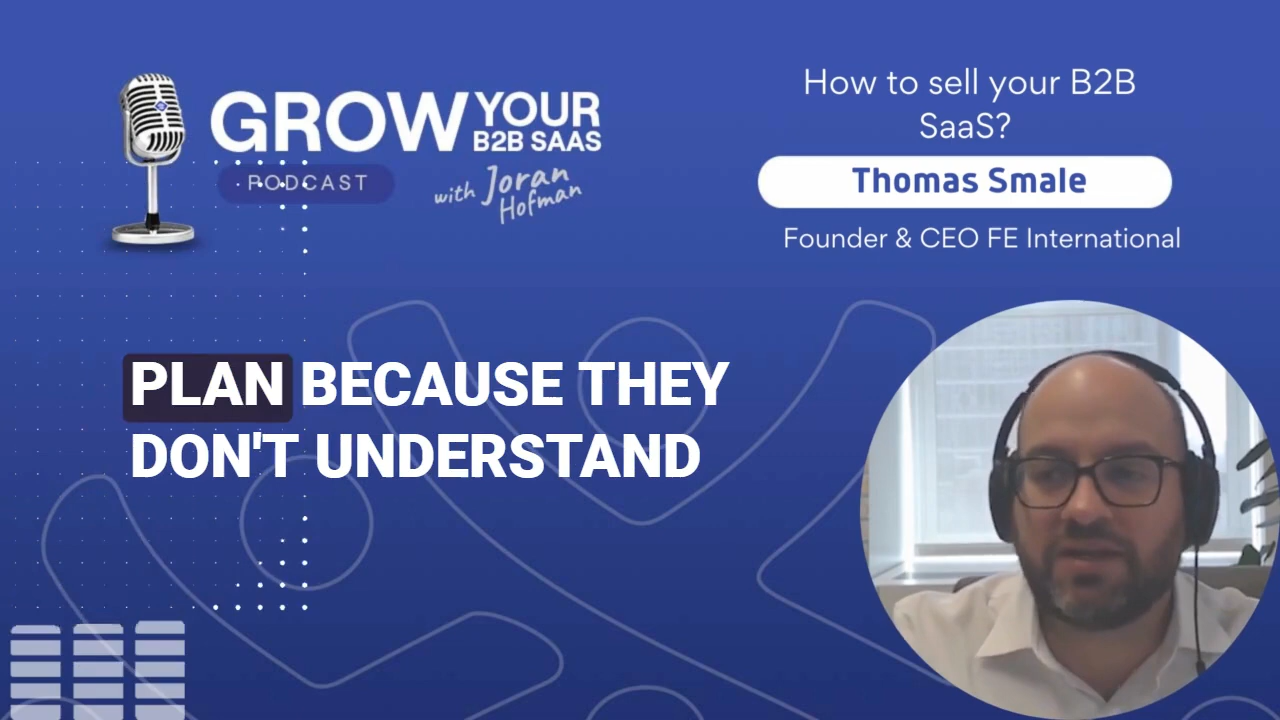 GROW YOUR
B2B SAAS
PODCAST
with Joran
Hofman
How to sell your B2B
SaaS?
Thomas Smale
Founder & CEO FE International
PLAN BECAUSE THEY
DON'T UNDERSTAND